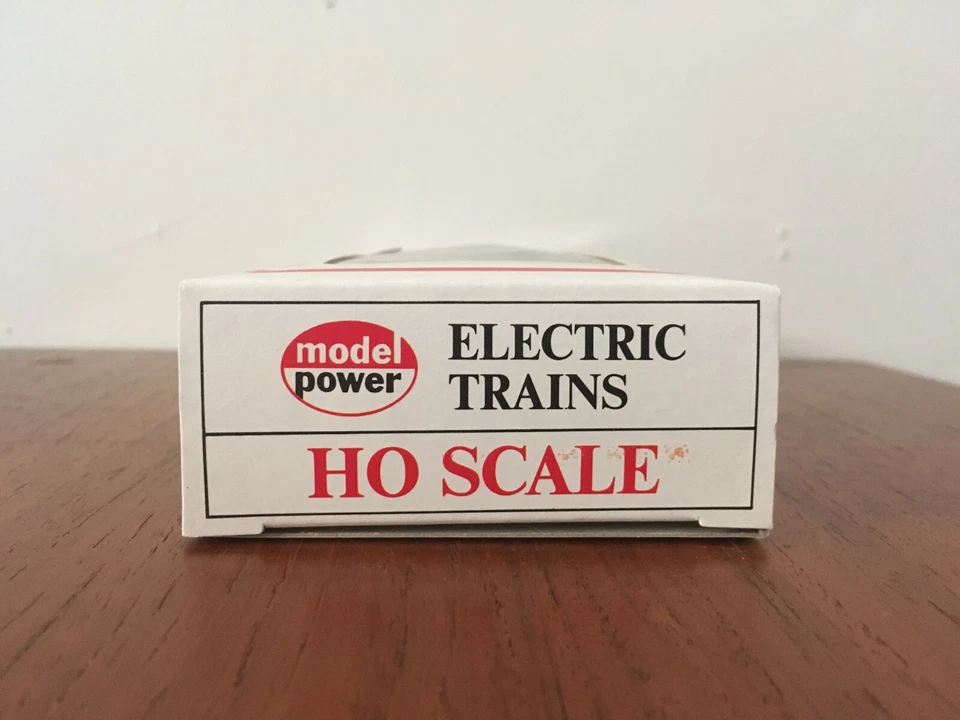 model
power
ELECTRIC
TRAINS
HO SCALE